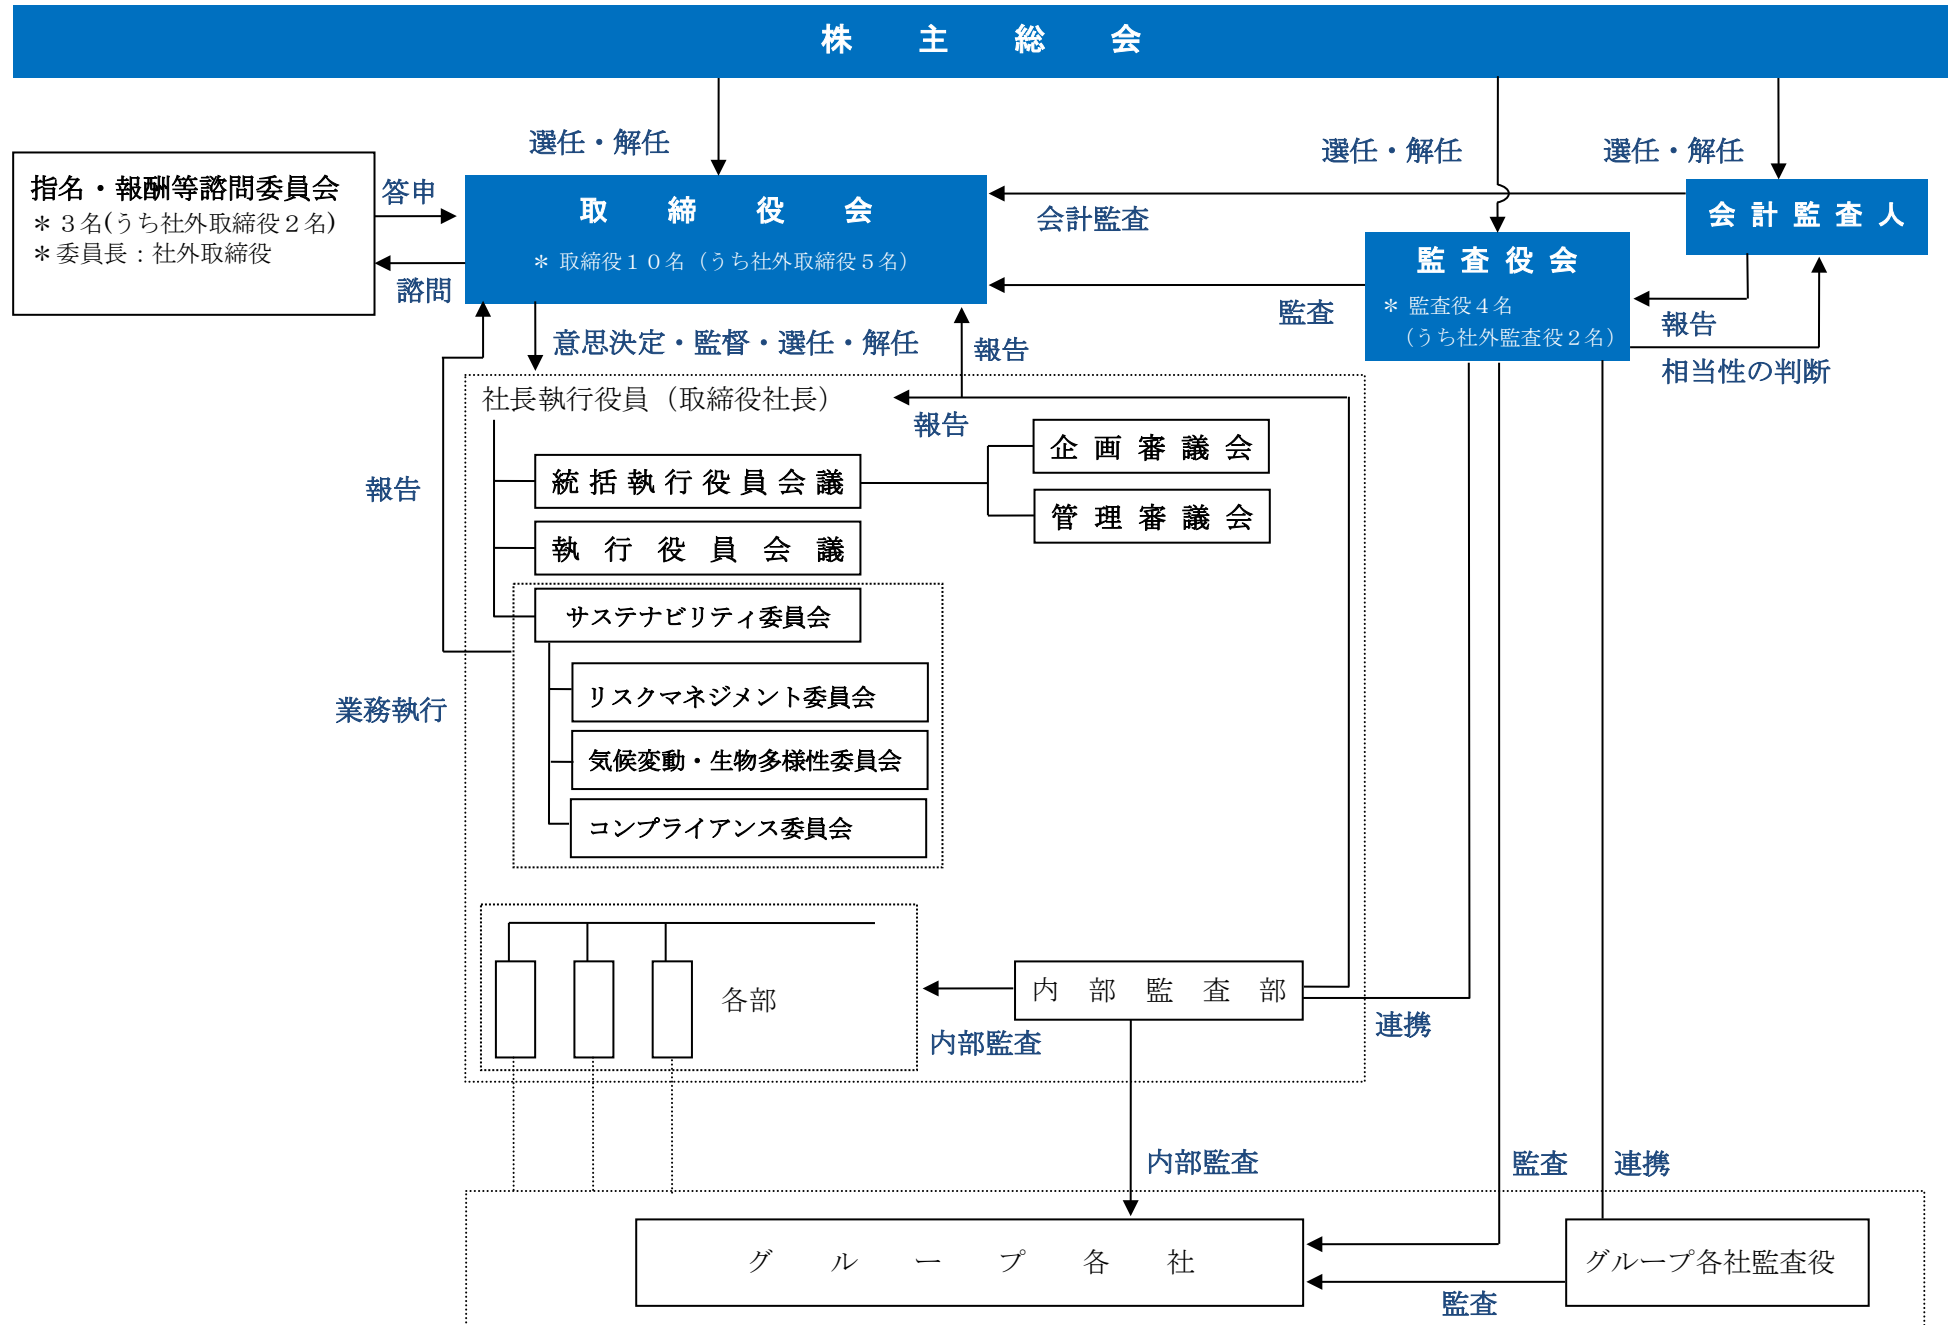 株主総会
選任・解任
選任・解任
選任・解任
指名・報酬等諮問委員会
＊３名(うち社外取締役２名)
＊委員長：社外取締役
答申
諮問
取締役会
＊ 取締役１０名（うち社外取締役５名）
会計監査
会計監査人
監査役会
＊ 監査役４名
（うち社外監査役２名）
監査
報告
相当性の判断
意思決定・監督・選任・解任
報告
社長執行役員（取締役社長）
報告
企画審議会
統括執行役員会議
報告
管理審議会
執行役員会議
サステナビリティ委員会
リスクマネジメント委員会
業務執行
気候変動・生物多様性委員会
コンプライアンス委員会
各部
内部監査部
内部監査
連携
内部監査
監査
連携
グループ各社
グループ各社監査役
監査